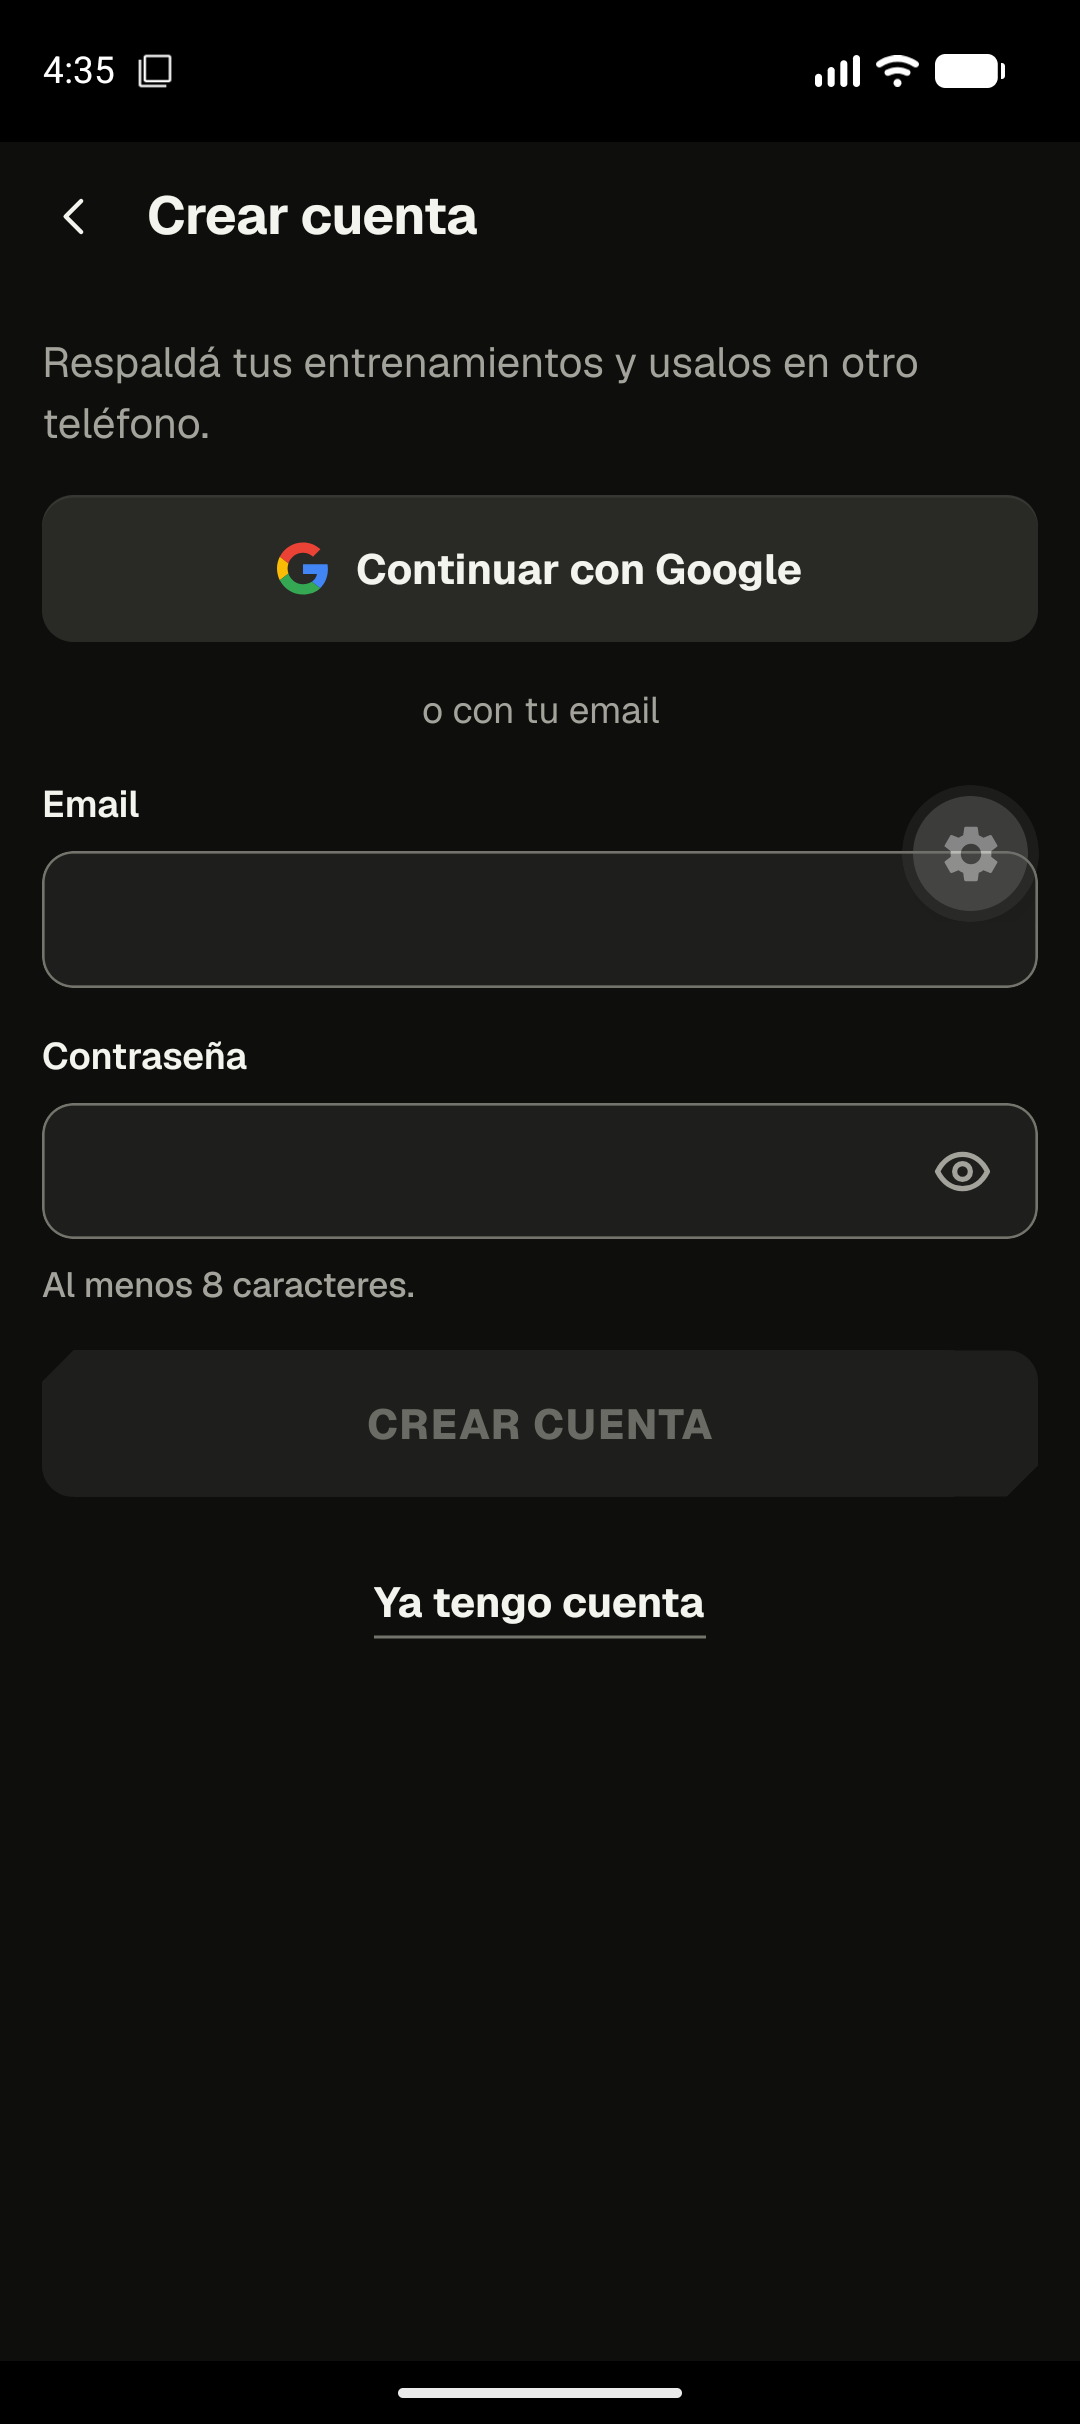 4:35
Crear cuenta
Respaldá tus entrenamientos y usalos en otro
teléfono.
Continuar con Google
o con tu email
Email
Contraseña
Al menos 8 caracteres.
CREAR CUENTA
Ya tengo cuenta